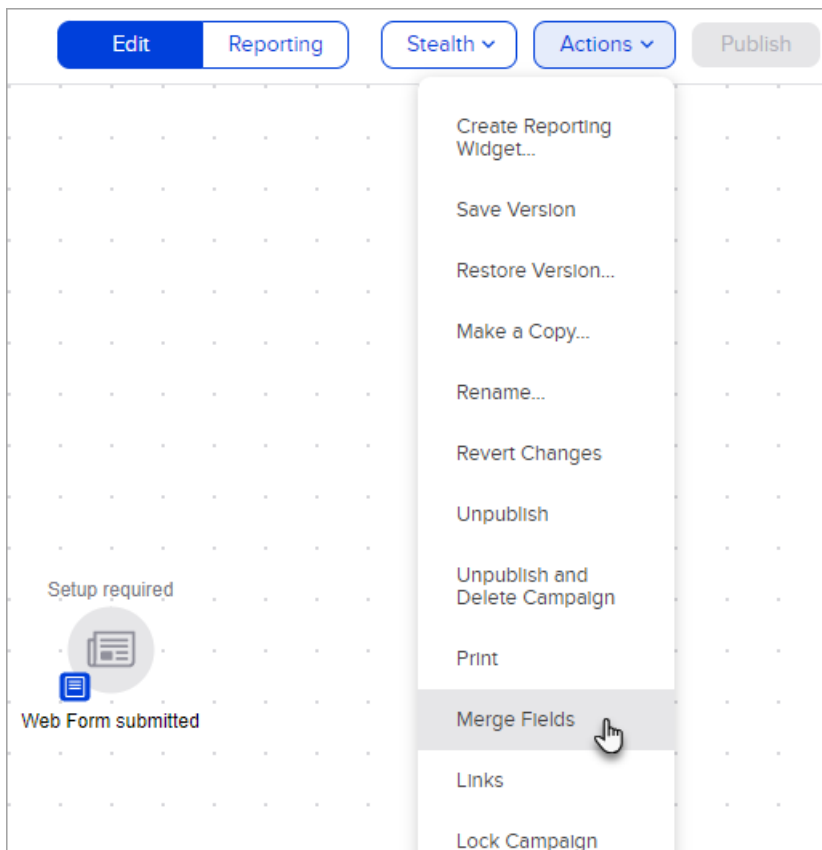 Edit
Reporting
Stealth
Actions
Publish
Create Reporting
Widget...
Save Version
Restore Version...
Make a Copy...
Rename...
Revert Changes
Unpublish
Unpublish and
Delete Campaign
Print
Merge Fields
Links
Lock Campaign
Setup required
Web Form submitted